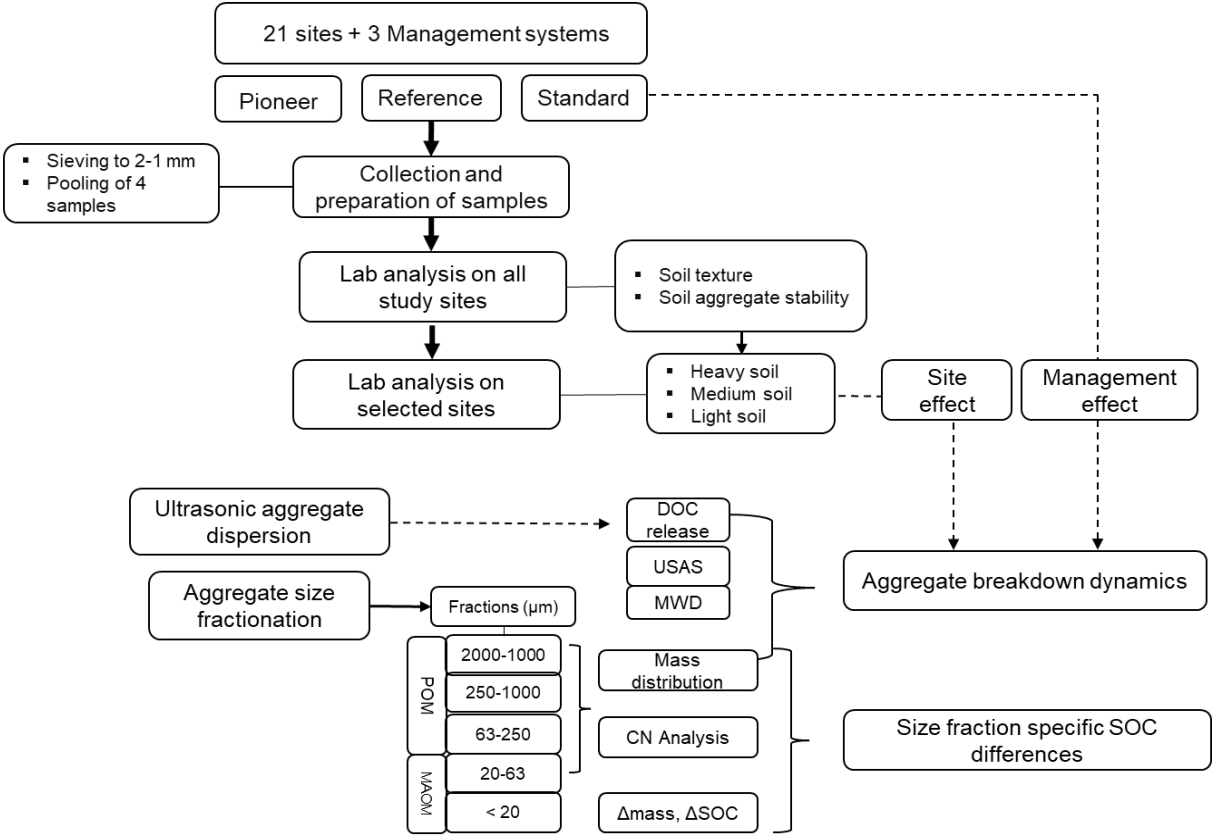 21 sites + 3 Management systems
Pioneer
Reference
Standard
▪ Sieving to 2-1 mm
▪ Pooling of 4
samples
Collection and
preparation of samples
Lab analysis on all
study sites
▪ Soil texture
▪ Soil aggregate stability
Lab analysis on
selected sites
▪ Heavy soil
▪ Medium soil
▪ Light soil
Site
effect
Management
effect
Ultrasonic aggregate
dispersion
DOC
release
USAS
MWD
Aggregate breakdown dynamics
Aggregate size
fractionation
Fractions (μm)
POM
2000-1000
250-1000
63-250
MAOM
20-63
< 20
Mass
distribution
CN Analysis
Δmass, ΔSOC
Size fraction specific SOC
differences